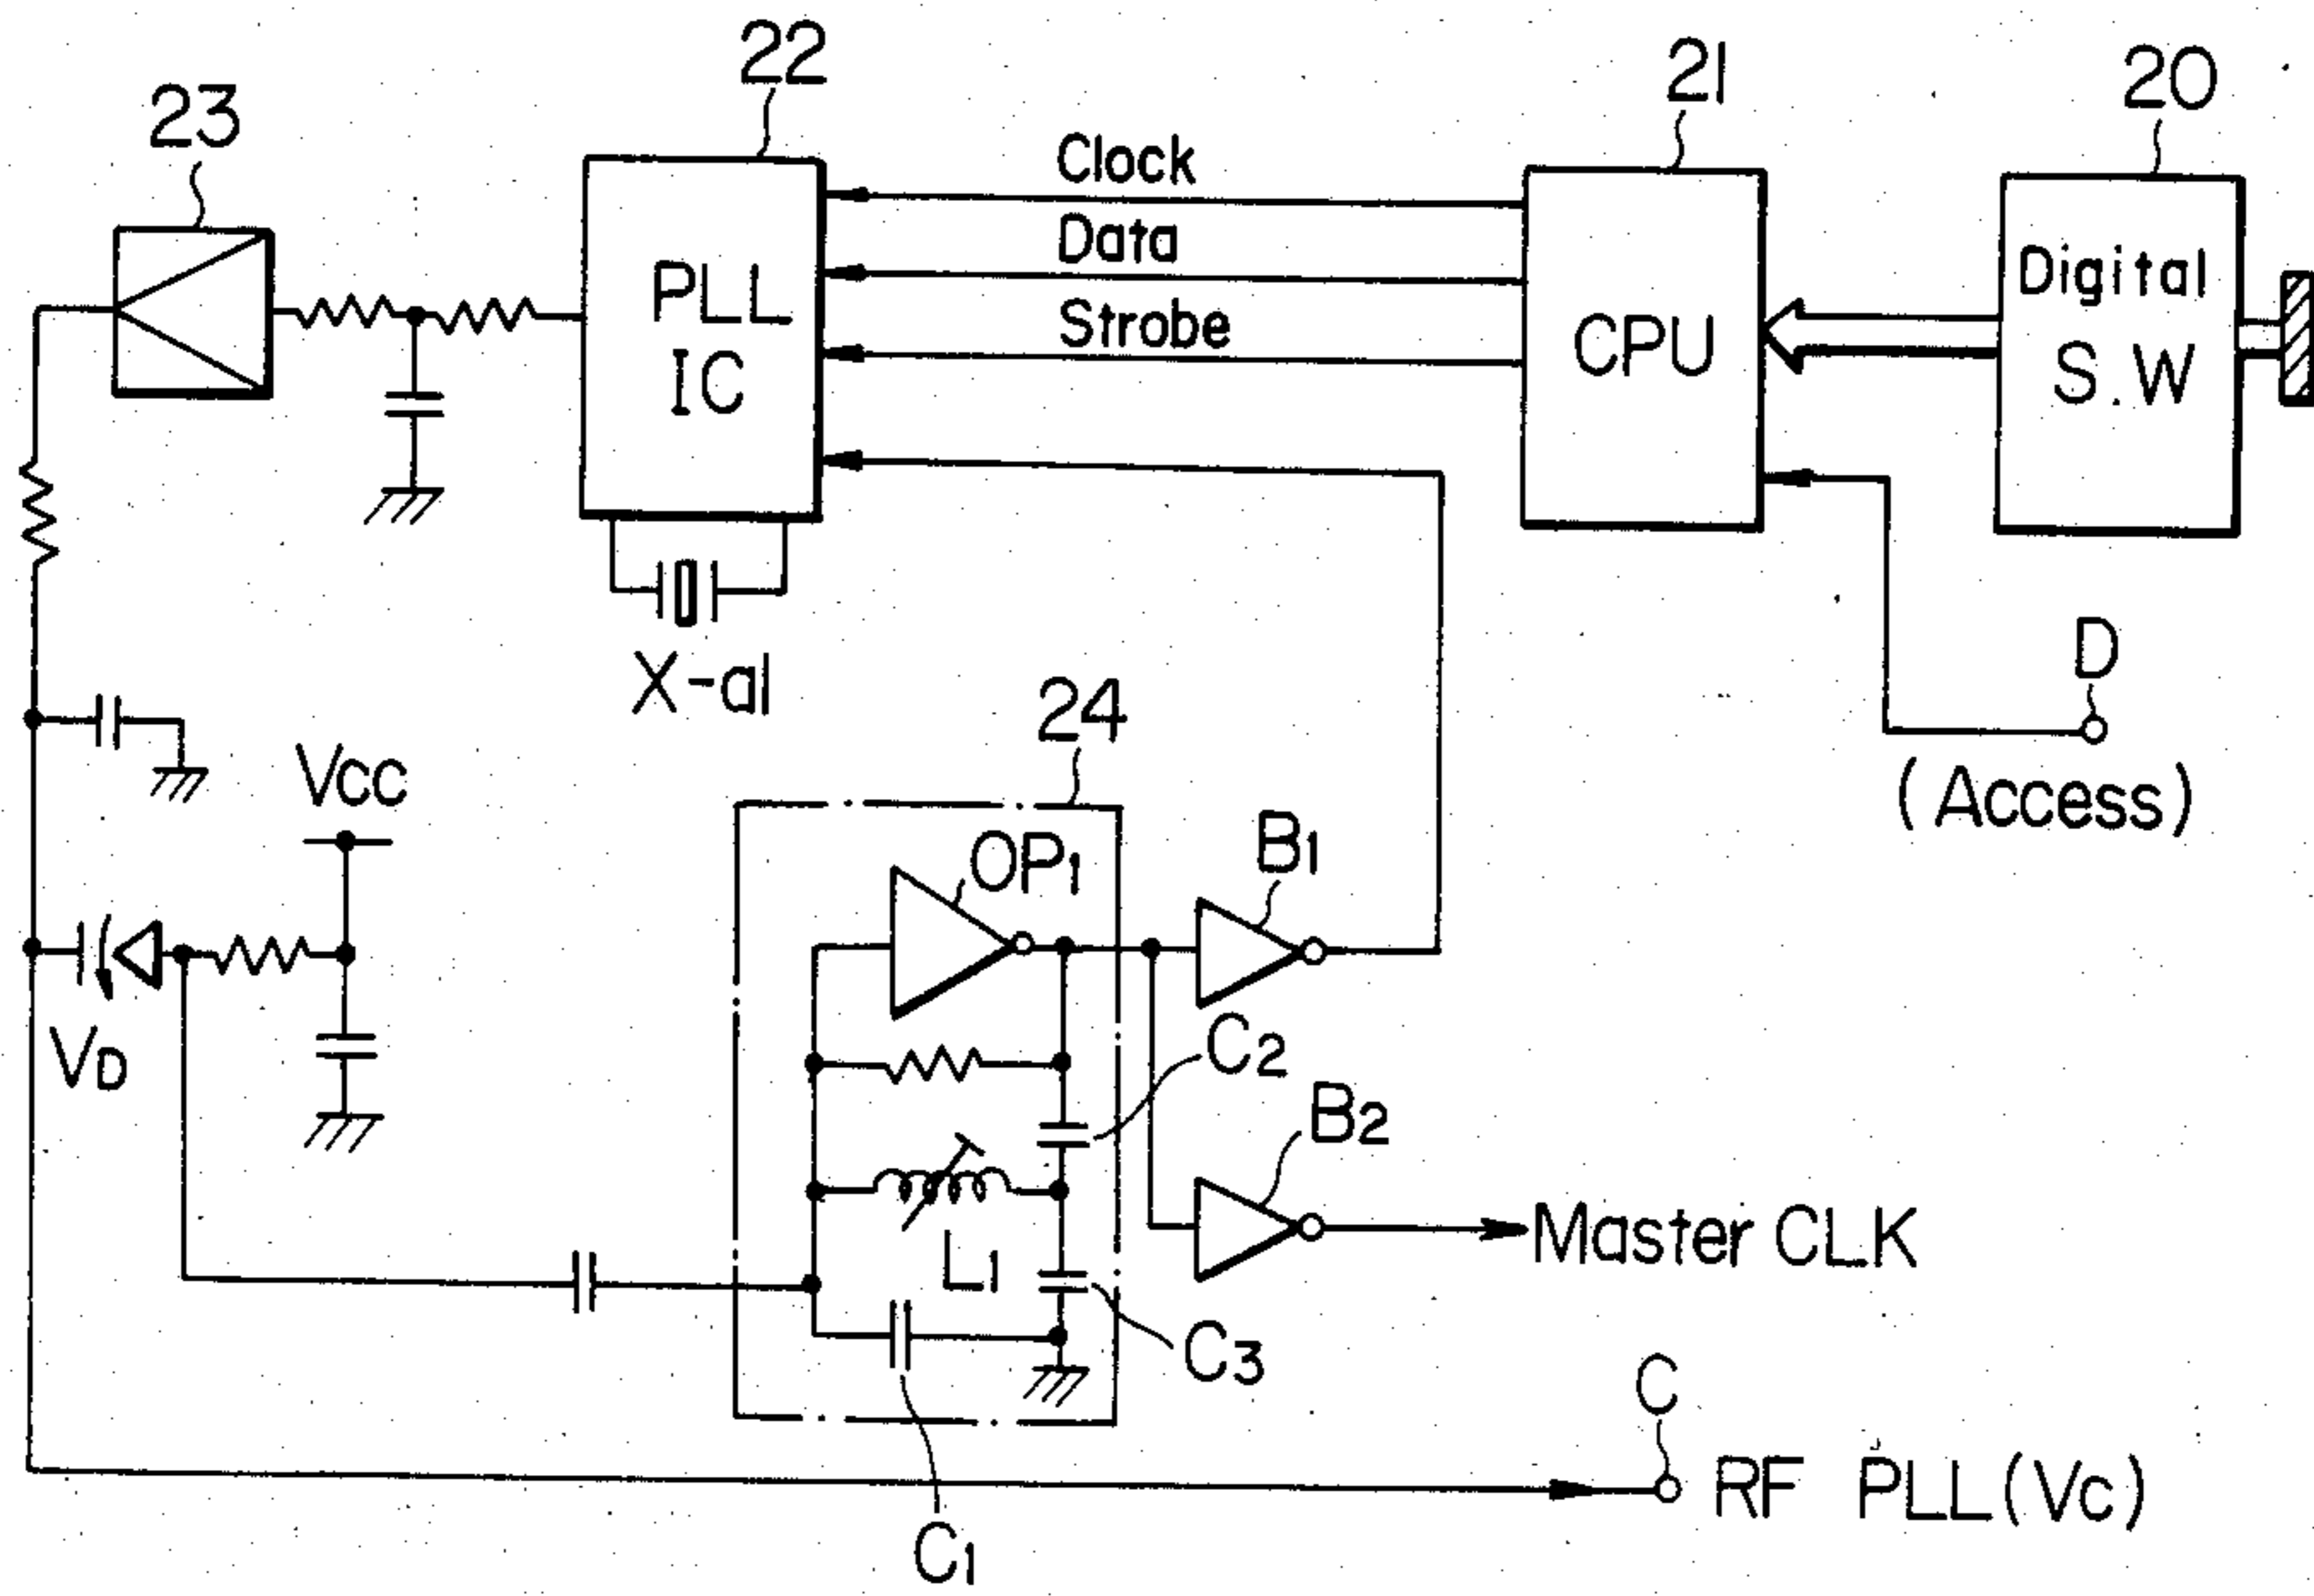 22
21
20
23
Clock
Data
Strobe
PLL
IC
CPU
Digital
S.W
X-al
D
(Access)
24
Vcc
OP1
B1
VD
C2
B2
L1
Master CLK
C3
C
RF PLL(Vc)
C1